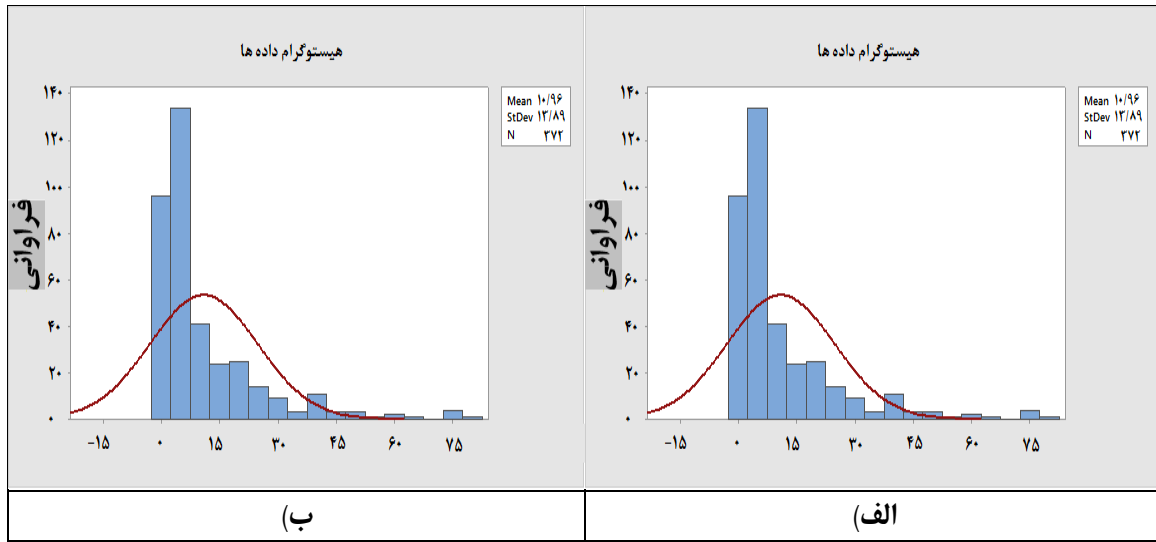 هیستوگرام داده ها
Mean ۱۰/۹۶
StDev ۱۳/۸۹
N ۳۷۲
فراوانی
۱۴۰
۱۲۰
۱۰۰
۸۰
۶۰
۴۰
۲۰
۰
-۱۵ ۰ ۱۵ ۳۰ ۴۵ ۶۰ ۷۵
الف)
هیستوگرام داده ها
Mean ۱۰/۹۶
StDev ۱۳/۸۹
N ۳۷۲
فراوانی
۱۴۰
۱۲۰
۱۰۰
۸۰
۶۰
۴۰
۲۰
۰
-۱۵ ۰ ۱۵ ۳۰ ۴۵ ۶۰ ۷۵
ب)